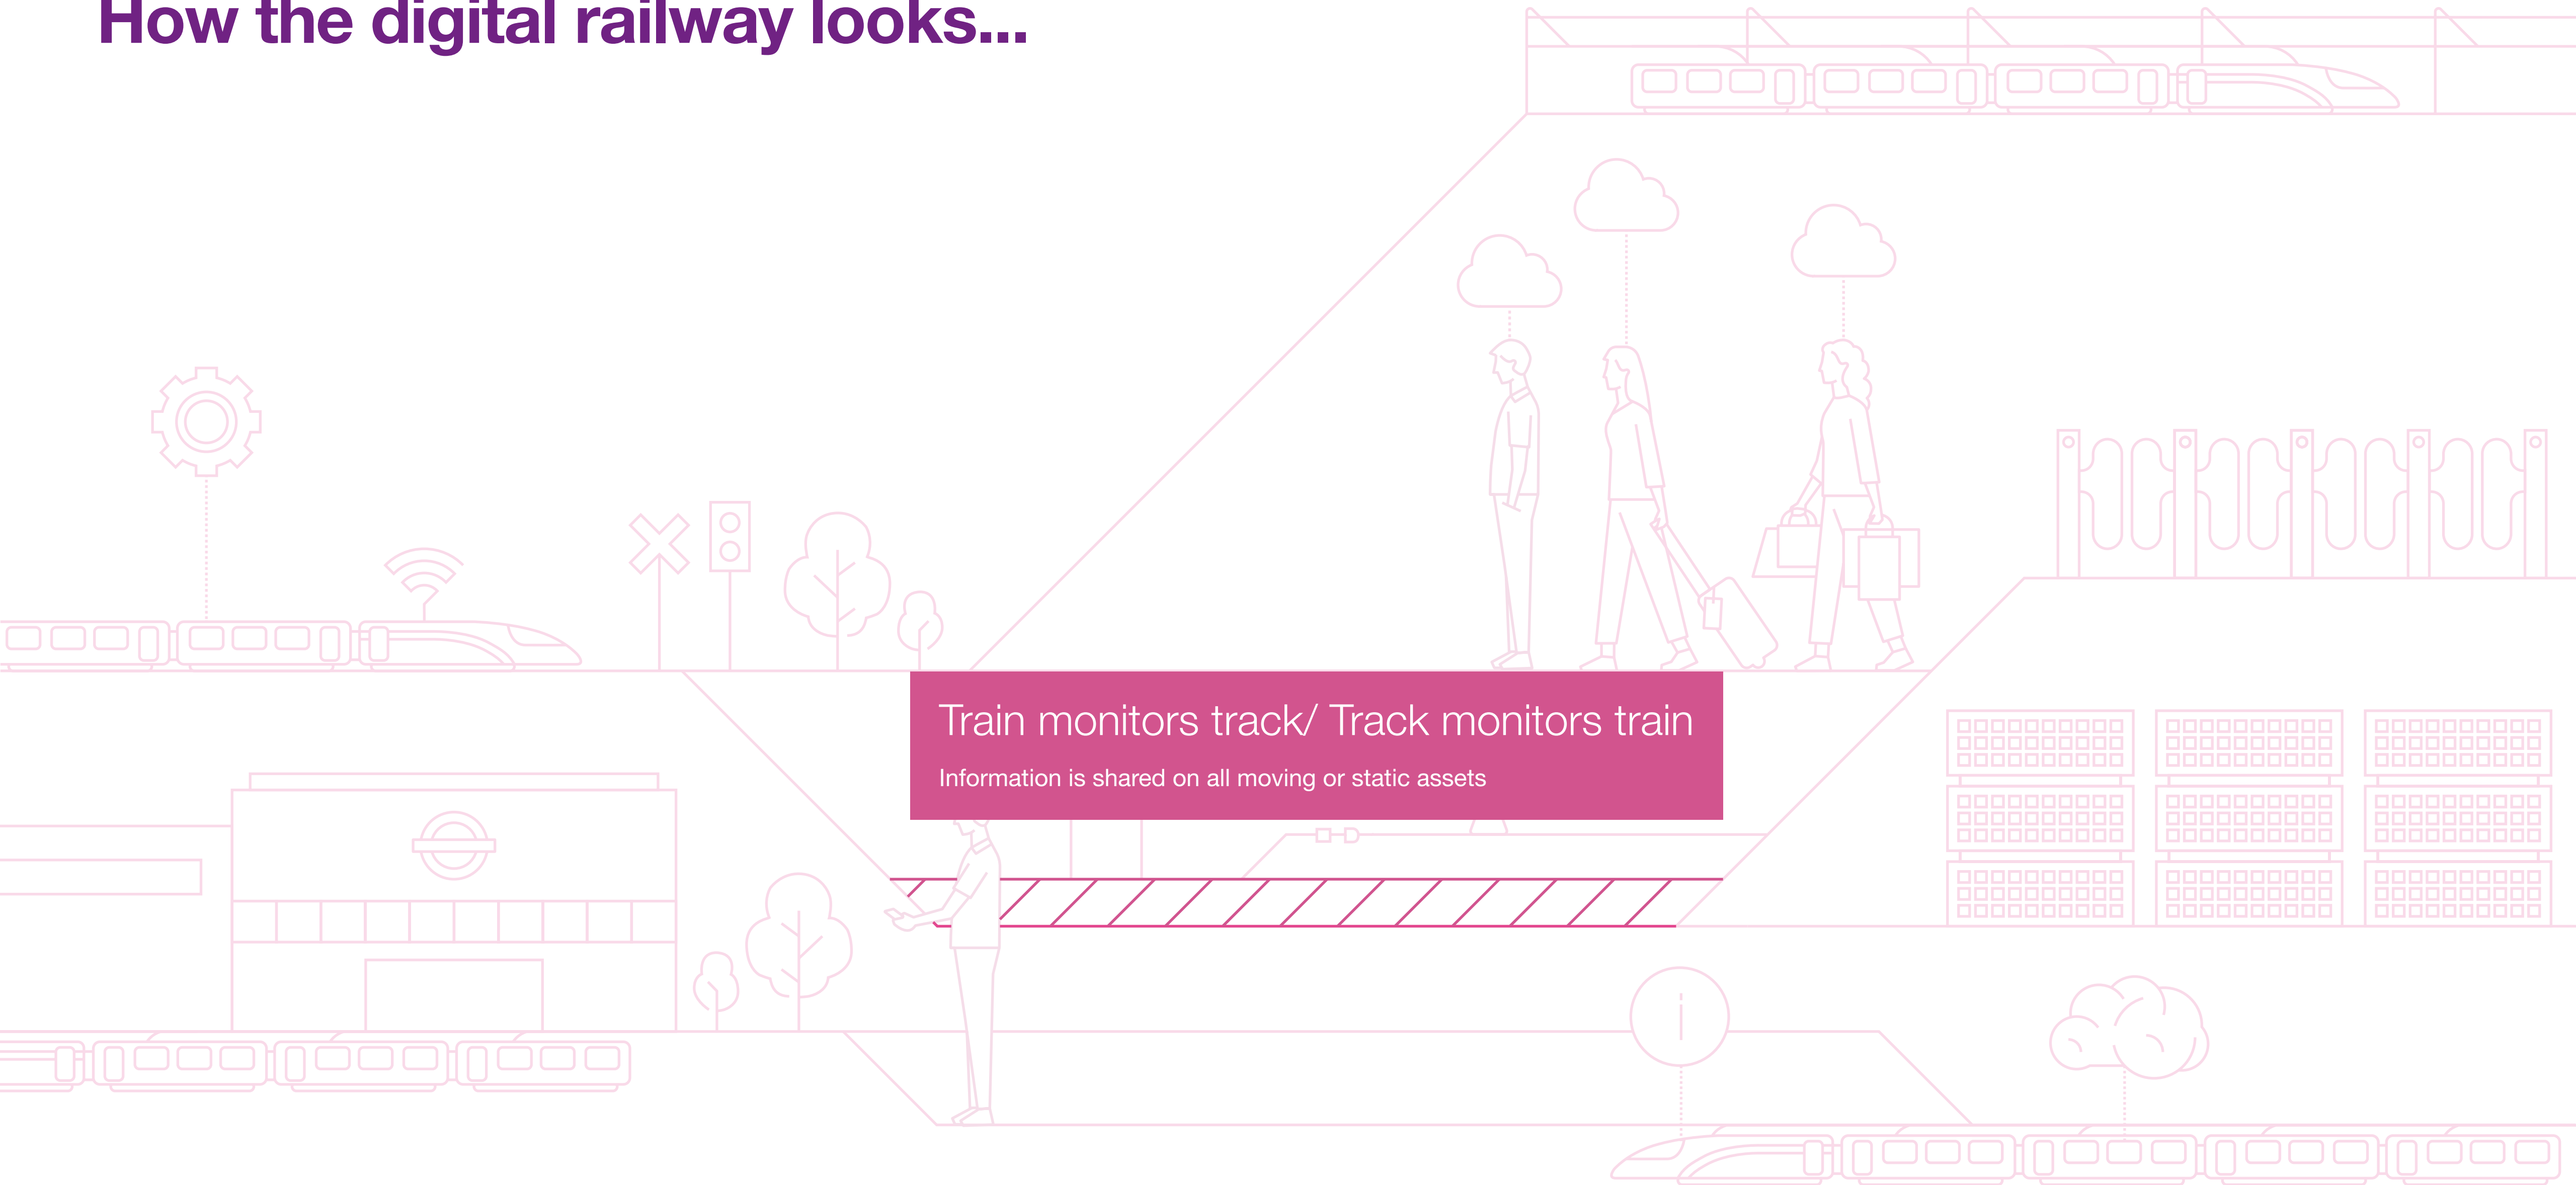 How the digital railway looks...
Train monitors track/ Track monitors train
Information is shared on all moving or static assets